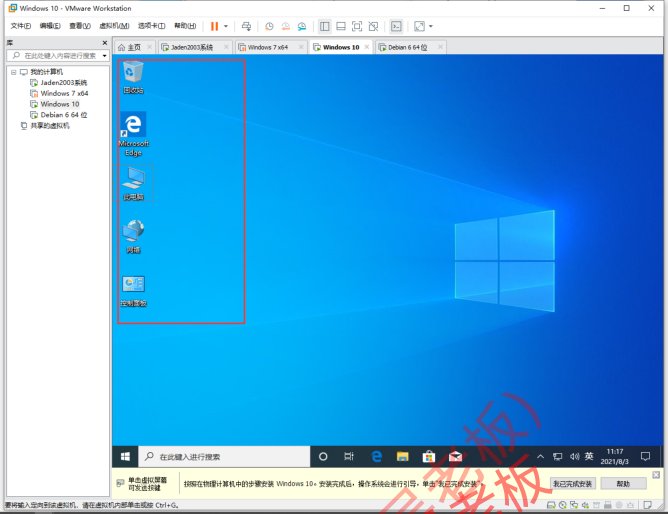 Windows 10 - VMware Workstation
文件(F) 编辑(E) 查看(V) 虚拟机(M) 选项卡(T) 帮助(H)
库
在此处键入内容进行搜索
主页 Jaden2003系统 Windows 7 x64 Windows 10 Debian 6 64 位
我的计算机
Jaden2003系统
Windows 7 x64
Windows 10
Debian 6 64 位
共享的虚拟机
回收站
Microsoft
Edge
此电脑
网络
控制面板
在此键入进行搜索
英
11:17
2021/8/3
单击虚拟屏幕
可发送按键
按照在物理计算机中的步骤安装 Windows 10。安装完成后，操作系统会进行引导，单击“我已完成安装”。
我已完成安装
帮助
要将输入定向到该虚拟机，请在虚拟机内部单击或按 Ctrl+G。
老板）
老板